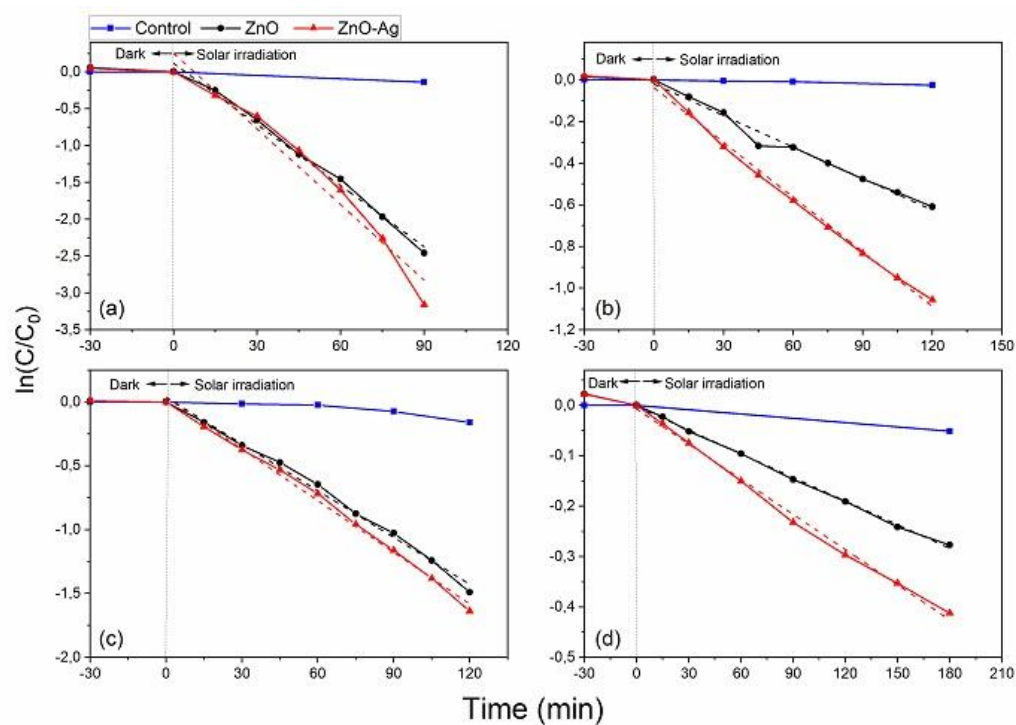 Control ZnO ZnO-Ag
Dark Solar irradiation
0,0
-0,5
-1,0
-1,5
-2,0
-2,5
-3,0
-3,5
-30 0 30 60 90 120
(a)
Dark Solar irradiation
0,0
-0,2
-0,4
-0,6
-0,8
-1,0
-1,2
-30 0 30 60 90 120 150
(b)
ln(C/C0)
Dark Solar irradiation
0,0
-0,5
-1,0
-1,5
-2,0
-30 0 15 30 45 60 75 90 105 120
(c)
Dark Solar irradiation
0,0
-0,1
-0,2
-0,3
-0,4
-0,5
-30 0 30 60 90 120 150 180 210
(d)
Time (min)